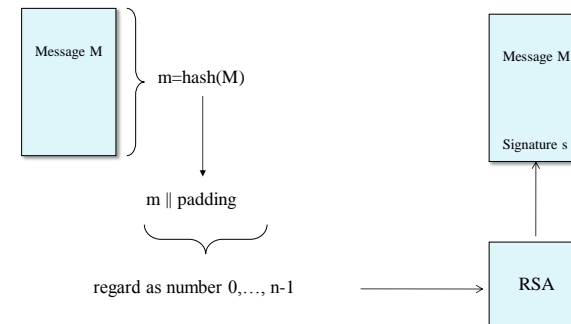 Message M
m=hash(M)
m || padding
regard as number 0,…, n-1
Message M
Signature s
RSA